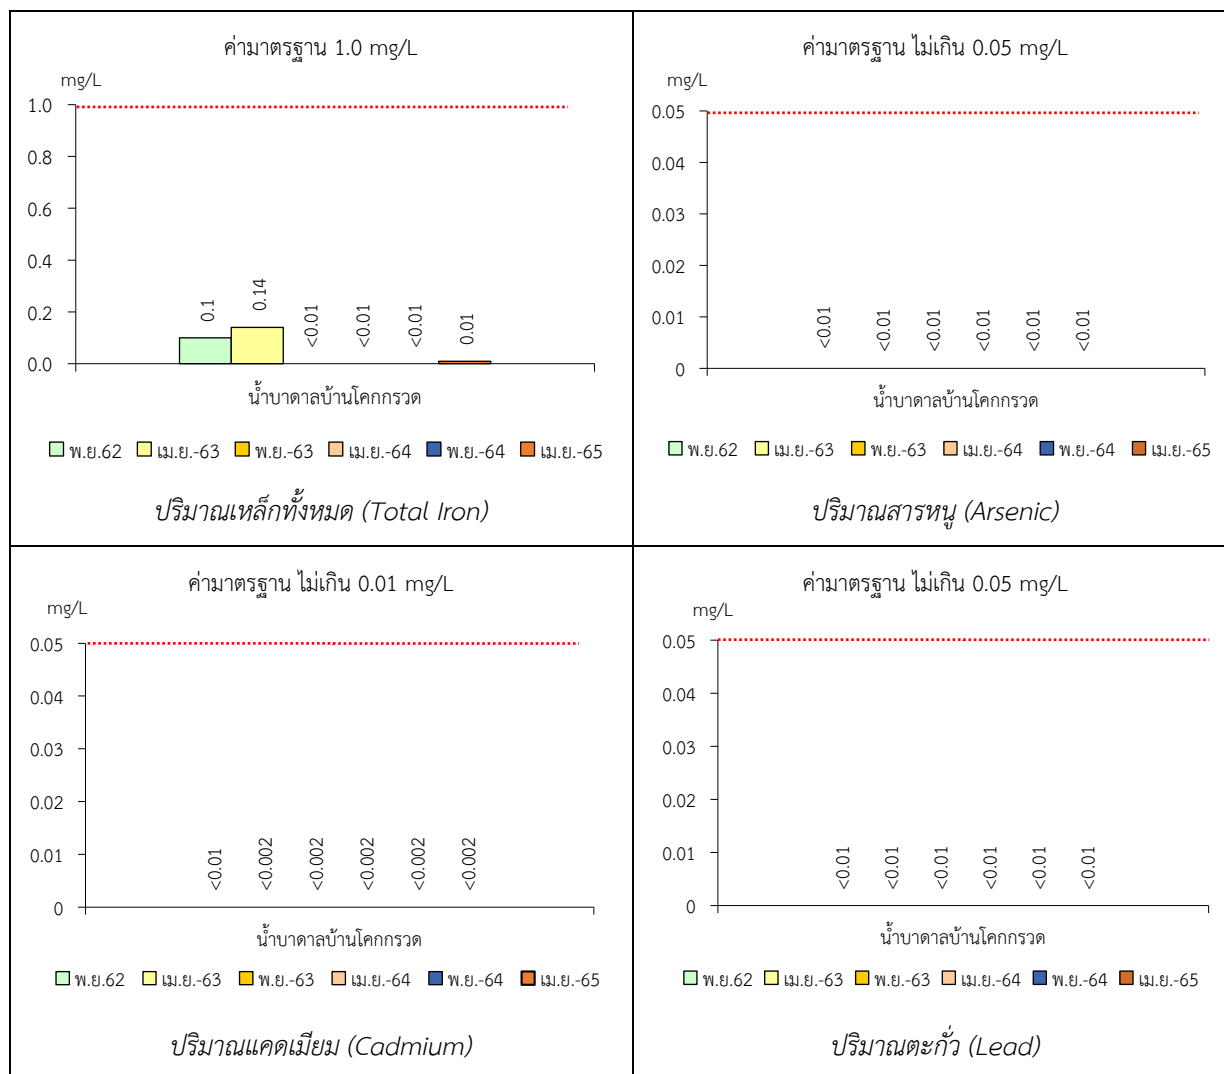 ค่ามาตรฐาน 1.0 mg/L
mg/L
1.0
0.8
0.6
0.4
0.2
0.0
0.1
0.14
<0.01
<0.01
<0.01
0.01
น้ำบาดาลบ้านโคกกรวด
พ.ย.62 เม.ย.-63 พ.ย.-63 เม.ย.-64 พ.ย.-64 เม.ย.-65
ปริมาณเหล็กทั้งหมด (Total Iron)
ค่ามาตรฐาน ไม่เกิน 0.05 mg/L
mg/L
0.05
0.04
0.03
0.02
0.01
0
<0.01
<0.01
<0.01
<0.01
<0.01
<0.01
น้ำบาดาลบ้านโคกกรวด
พ.ย.62 เม.ย.-63 พ.ย.-63 เม.ย.-64 พ.ย.-64 เม.ย.-65
ปริมาณสารหนู (Arsenic)
ค่ามาตรฐาน ไม่เกิน 0.01 mg/L
mg/L
0.05
0.04
0.03
0.02
0.01
0
<0.01
<0.002
<0.002
<0.002
<0.002
<0.002
น้ำบาดาลบ้านโคกกรวด
พ.ย.62 เม.ย.-63 พ.ย.-63 เม.ย.-64 พ.ย.-64 เม.ย.-65
ปริมาณแคดเมียม (Cadmium)
ค่ามาตรฐาน ไม่เกิน 0.05 mg/L
mg/L
0.05
0.04
0.03
0.02
0.01
0
<0.01
<0.01
<0.01
<0.01
<0.01
<0.01
น้ำบาดาลบ้านโคกกรวด
พ.ย.62 เม.ย.-63 พ.ย.-63 เม.ย.-64 พ.ย.-64 เม.ย.-65
ปริมาณตะกั่ว (Lead)